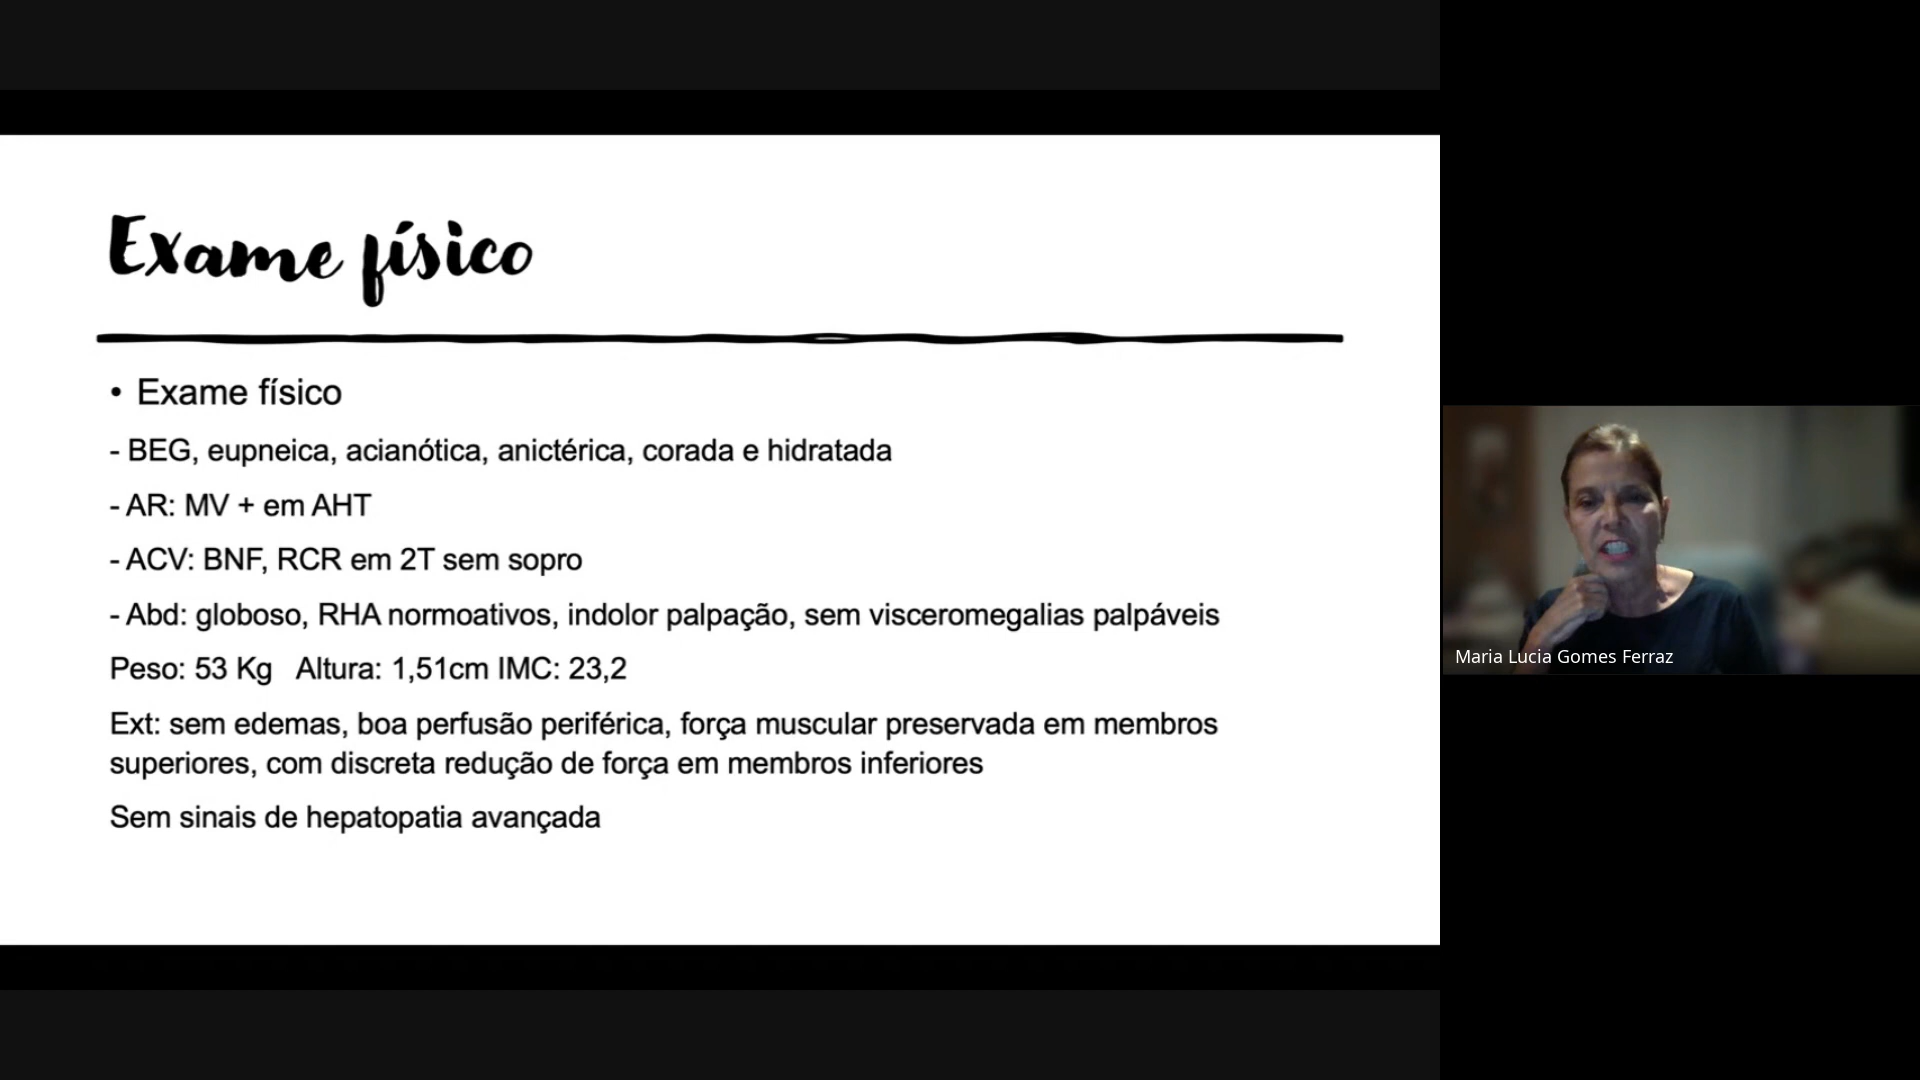 Exame físico
• Exame físico
- BEG, eupneica, acianótica, anictérica, corada e hidratada
- AR: MV + em AHT
- ACV: BNF, RCR em 2T sem sopro
- Abd: globoso, RHA normoativos, indolor palpação, sem visceromegalias palpáveis
Peso: 53 Kg Altura: 1,51cm IMC: 23,2
Ext: sem edemas, boa perfusão periférica, força muscular preservada em membros
superiores, com discreta redução de força em membros inferiores
Sem sinais de hepatopatia avançada
Maria Lucia Gomes Ferraz